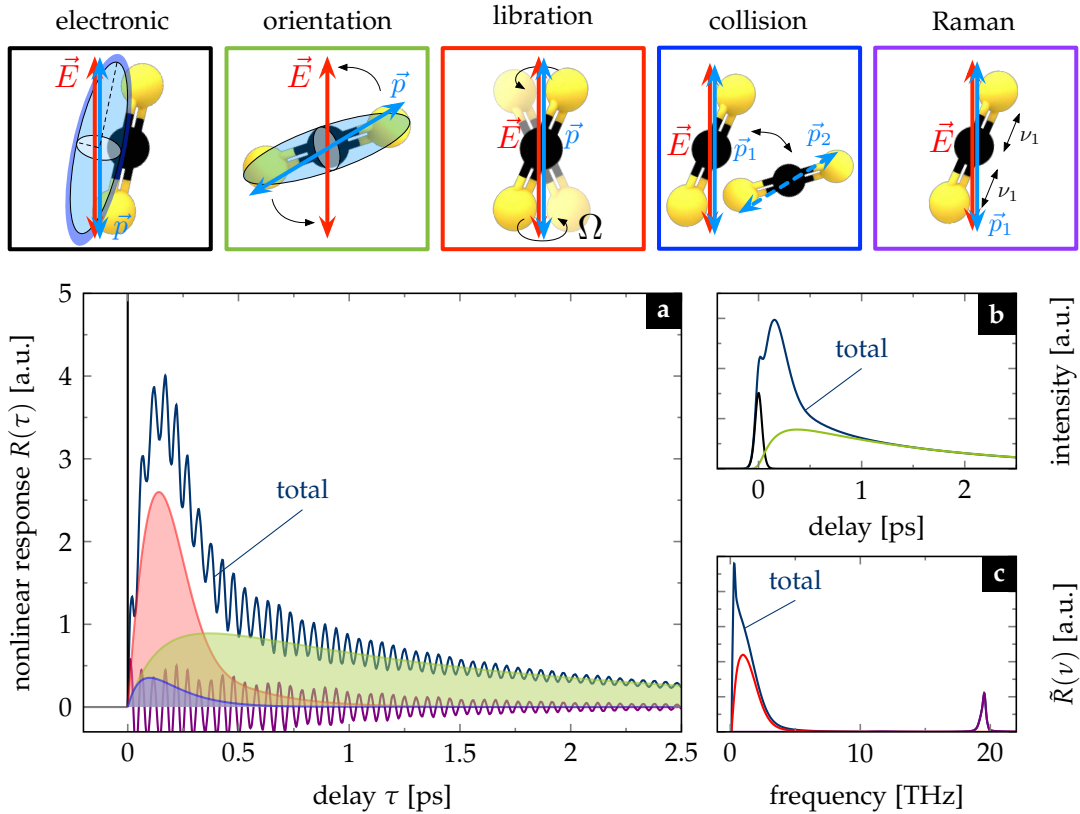 electronic
orientation
libration
collision
Raman
E⃗
p⃗
E⃗
p⃗
E⃗
p⃗
Ω
E⃗
p⃗₁
p⃗₂
E⃗
ν₁
ν₁
p⃗₁
a
nonlinear response R(τ) [a.u.]
5
4
3
2
1
0
total
0
0.5
1
1.5
2
2.5
delay τ [ps]
b
total
intensity [a.u.]
0
1
2
delay [ps]
c
total
R̃(ν) [a.u.]
0
10
20
frequency [THz]